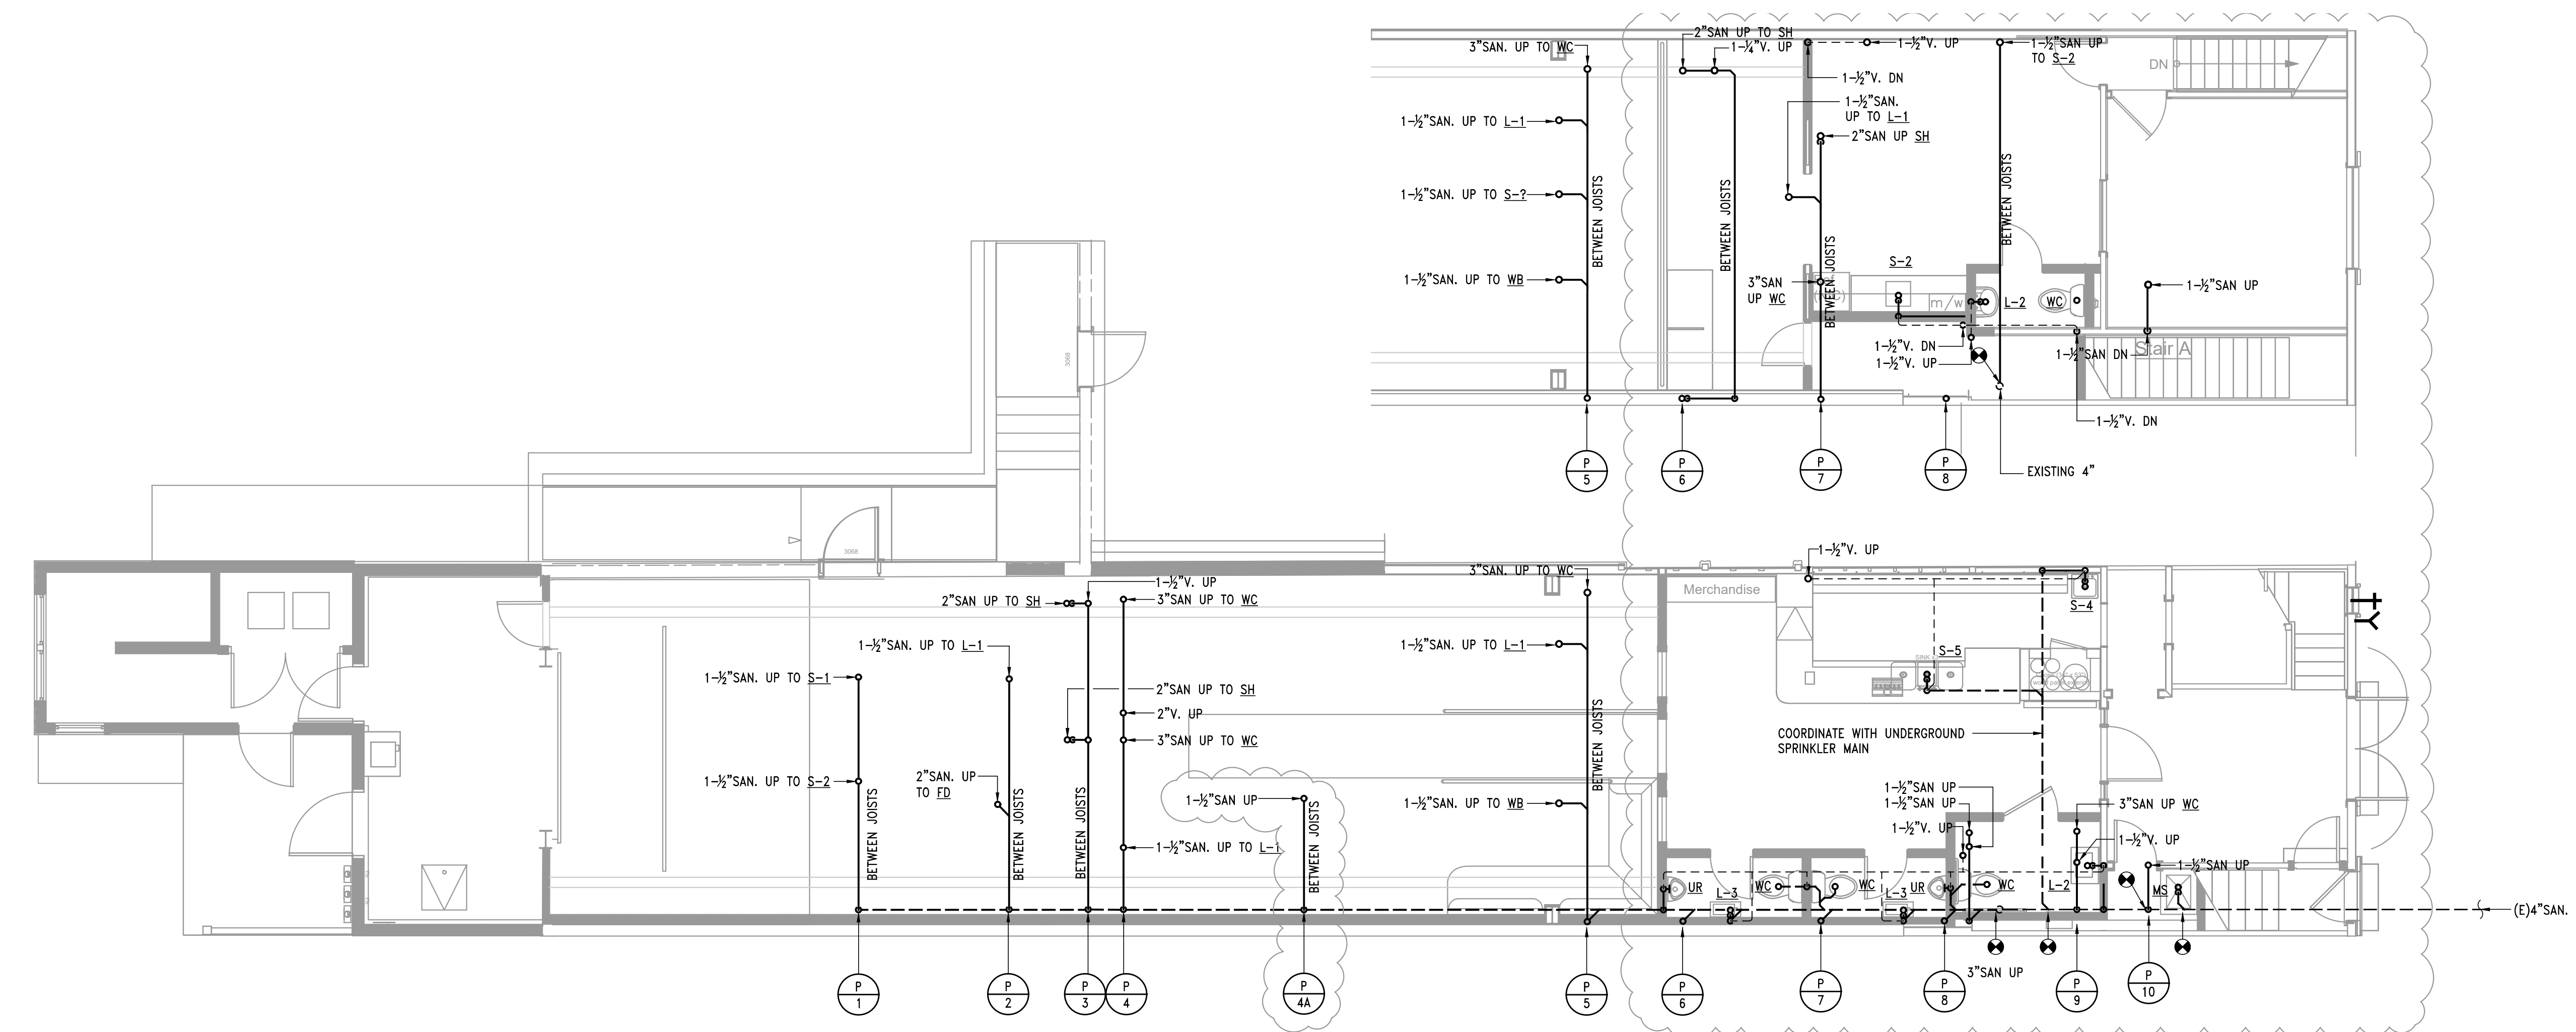 3"SAN. UP TO WC
2"SAN UP TO SH
1-¼"V. UP
1-½"V. UP
1-½"SAN UP
TO S-2
DN
1-½"V. DN
1-½"SAN.
UP TO L-1
1-½"SAN. UP TO L-1
2"SAN UP SH
1-½"SAN. UP TO S-?
BETWEEN JOISTS
BETWEEN JOISTS
BETWEEN JOISTS
BETWEEN JOISTS
S-2
1-½"SAN. UP TO WB
3"SAN
UP WC
m/w
L-2
WC
1-½"SAN UP
1-½"V. DN
1-½"V. UP
1-½"SAN DN
Stair A
1-½"V. DN
P
5
P
6
P
7
P
8
EXISTING 4"
3068
3068
1-½"V. UP
3"SAN. UP TO WC
1-½"V. UP
2"SAN UP TO SH
3"SAN UP TO WC
Merchandise
S-4
1-½"SAN. UP TO L-1
1-½"SAN. UP TO L-1
S-5
SINK
1-½"SAN. UP TO S-1
2"SAN UP TO SH
2"V. UP
3"SAN UP TO WC
COORDINATE WITH UNDERGROUND
SPRINKLER MAIN
1-½"SAN. UP TO S-2
2"SAN. UP
TO FD
1-½"SAN UP
1-½"SAN. UP TO WB
1-½"SAN UP
1-½"SAN UP
3"SAN UP WC
1-½"V. UP
1-½"V. UP
1-½"SAN. UP TO L-1
BETWEEN JOISTS
BETWEEN JOISTS
BETWEEN JOISTS
BETWEEN JOISTS
BETWEEN JOISTS
1-½"SAN UP
UR
L-3
WC
WC
L-3
UR
WC
L-2
MS
(E)4"SAN.
3"SAN UP
P
1
P
2
P
3
P
4
P
4A
P
5
P
6
P
7
P
8
P
9
P
10